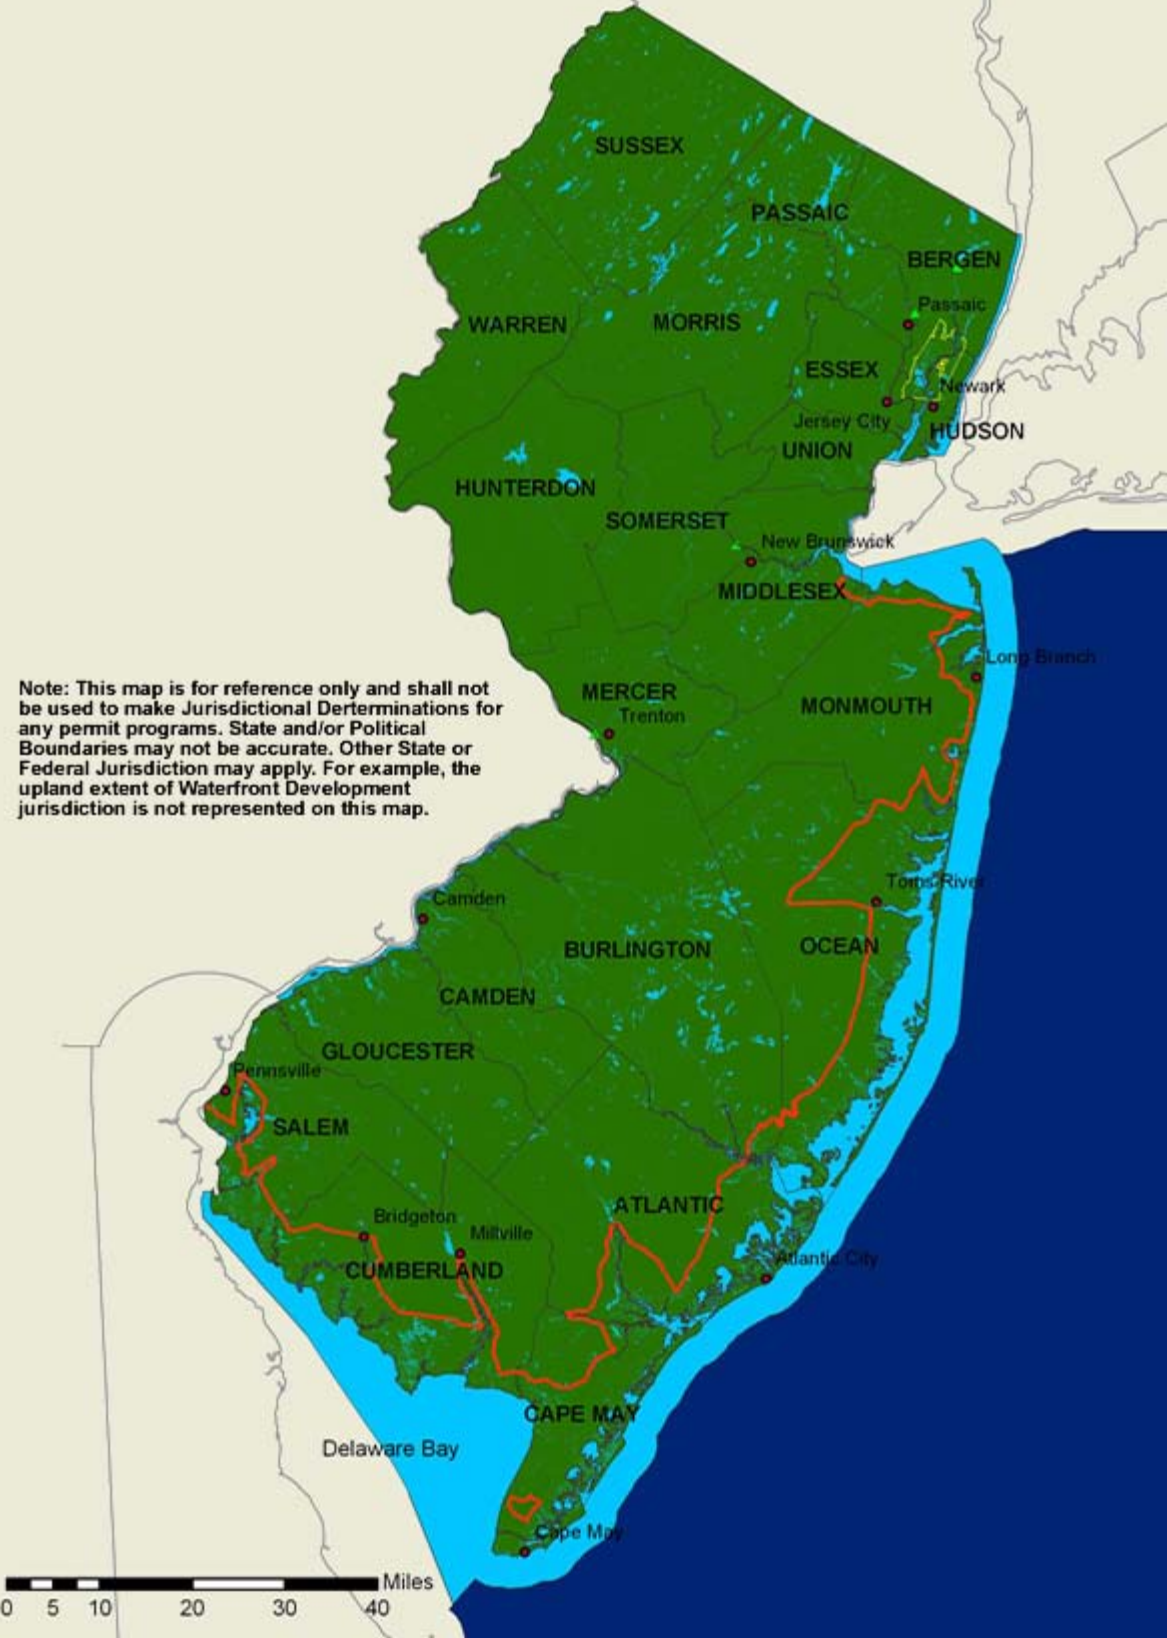 SUSSEX
PASSAIC
BERGEN
Passaic
WARREN
MORRIS
ESSEX
Newark
Jersey City
HUDSON
UNION
HUNTERDON
SOMERSET
New Brunswick
MIDDLESEX
Long Branch
Note: This map is for reference only and shall not
be used to make Jurisdictional Derterminations for
any permit programs. State and/or Political
Boundaries may not be accurate. Other State or
Federal Jurisdiction may apply. For example, the
upland extent of Waterfront Development
jurisdiction is not represented on this map.
MERCER
MONMOUTH
Trenton
Toms River
Camden
BURLINGTON
OCEAN
CAMDEN
GLOUCESTER
Pennsville
SALEM
ATLANTIC
Bridgeton
Millville
Atlantic City
CUMBERLAND
CAPE MAY
Delaware Bay
Cape May
Miles
0 5 10 20 30 40